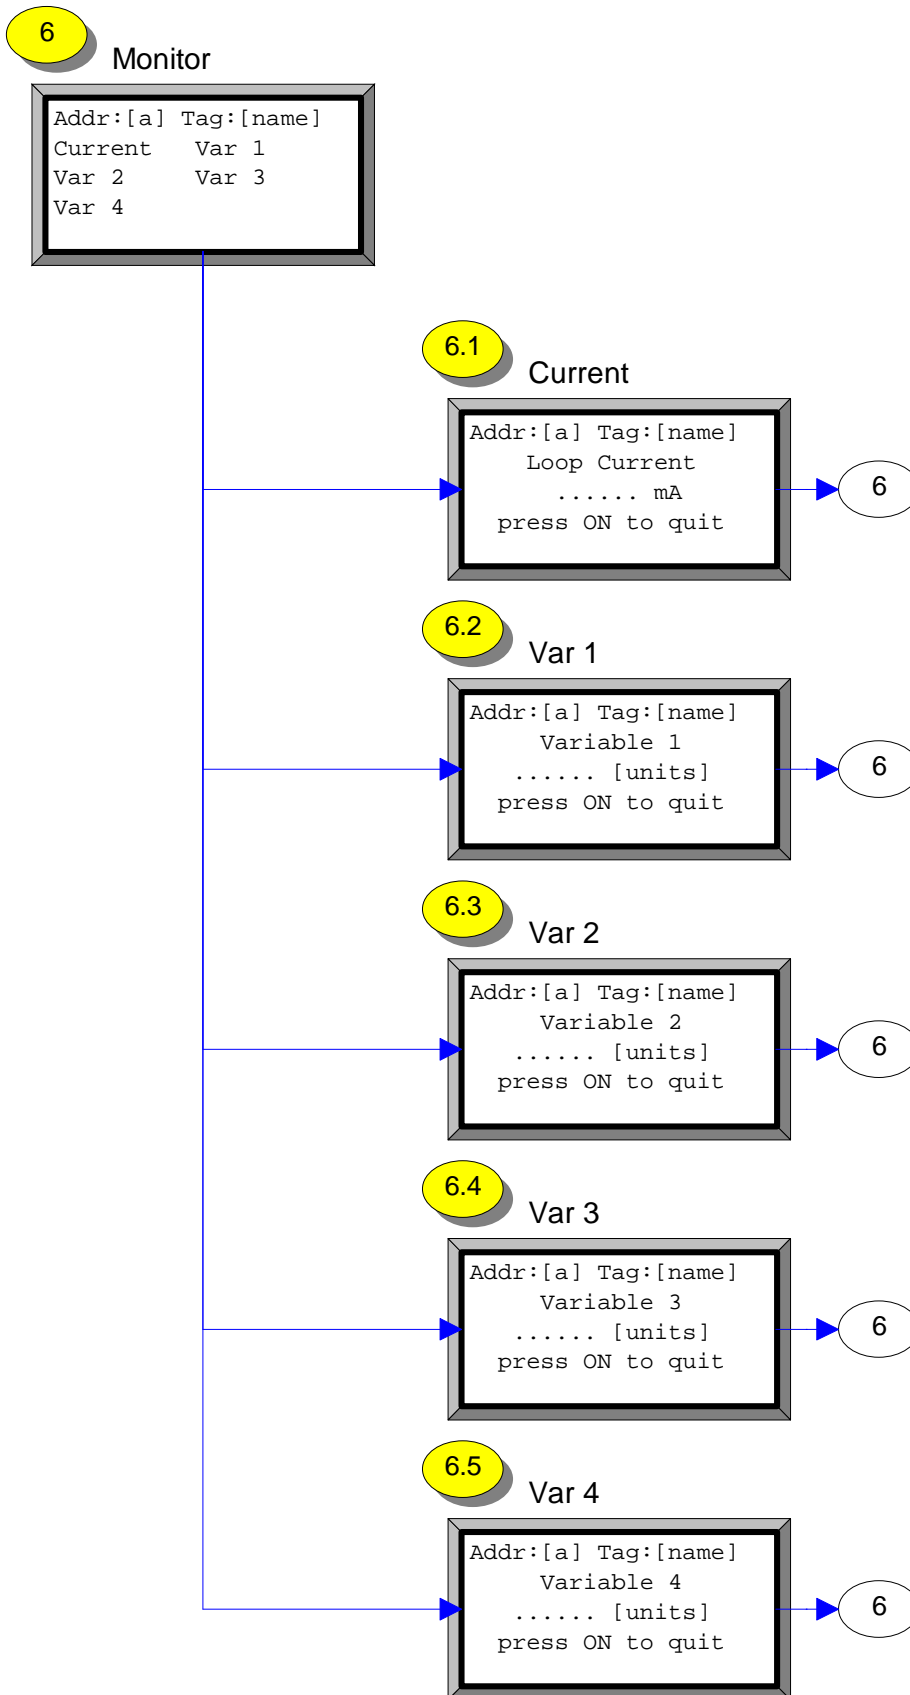 6
Monitor
Addr:[a] Tag:[name]
Current   Var 1
Var 2     Var 3
Var 4
6.1
Current
Addr:[a] Tag:[name]
Loop Current
...... mA
press ON to quit
6
6.2
Var 1
Addr:[a] Tag:[name]
Variable 1
...... [units]
press ON to quit
6
6.3
Var 2
Addr:[a] Tag:[name]
Variable 2
...... [units]
press ON to quit
6
6.4
Var 3
Addr:[a] Tag:[name]
Variable 3
...... [units]
press ON to quit
6
6.5
Var 4
Addr:[a] Tag:[name]
Variable 4
...... [units]
press ON to quit
6